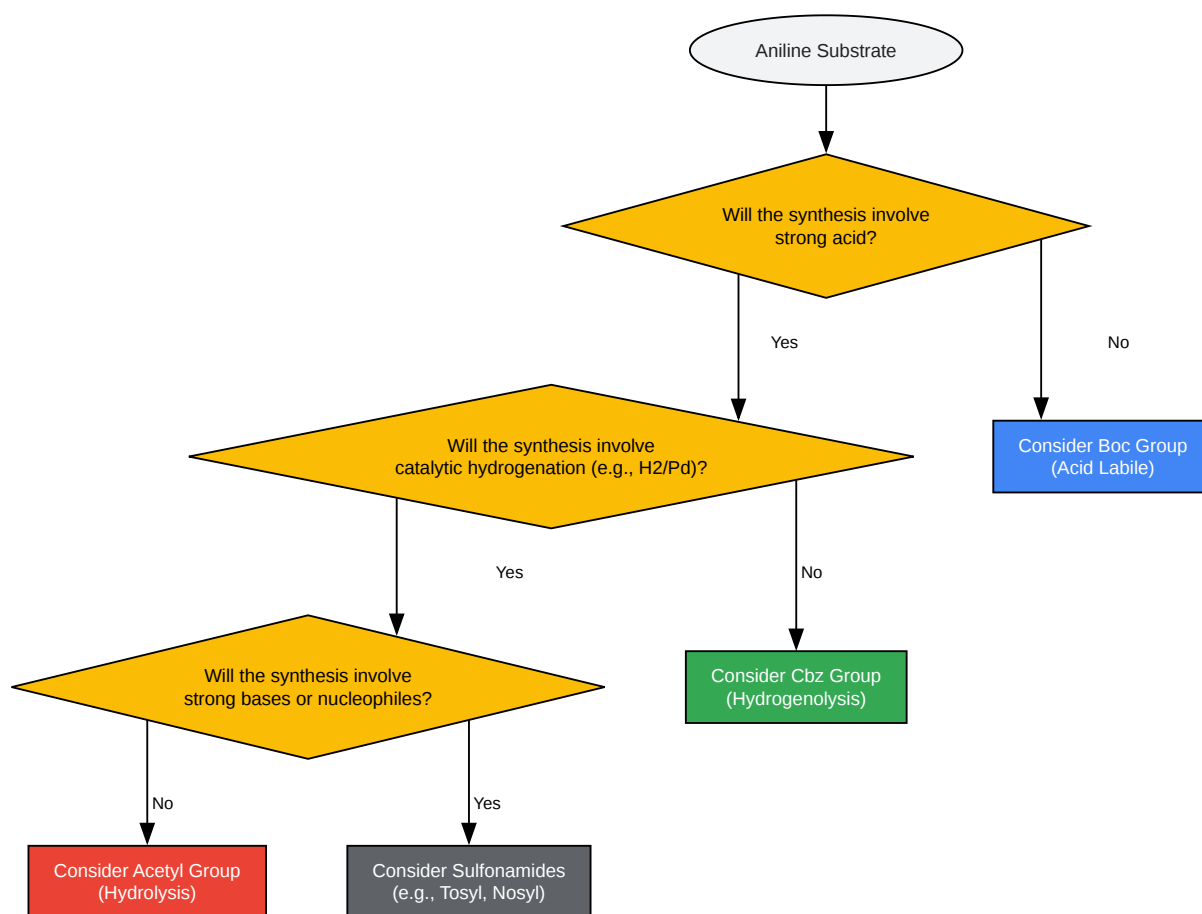 Aniline Substrate
Will the synthesis involve
strong acid?
Yes
No
Will the synthesis involve
catalytic hydrogenation (e.g., H2/Pd)?
Consider Boc Group
(Acid Labile)
Yes
No
Will the synthesis involve
strong bases or nucleophiles?
Consider Cbz Group
(Hydrogenolysis)
No
Yes
Consider Acetyl Group
(Hydrolysis)
Consider Sulfonamides
(e.g., Tosyl, Nosyl)